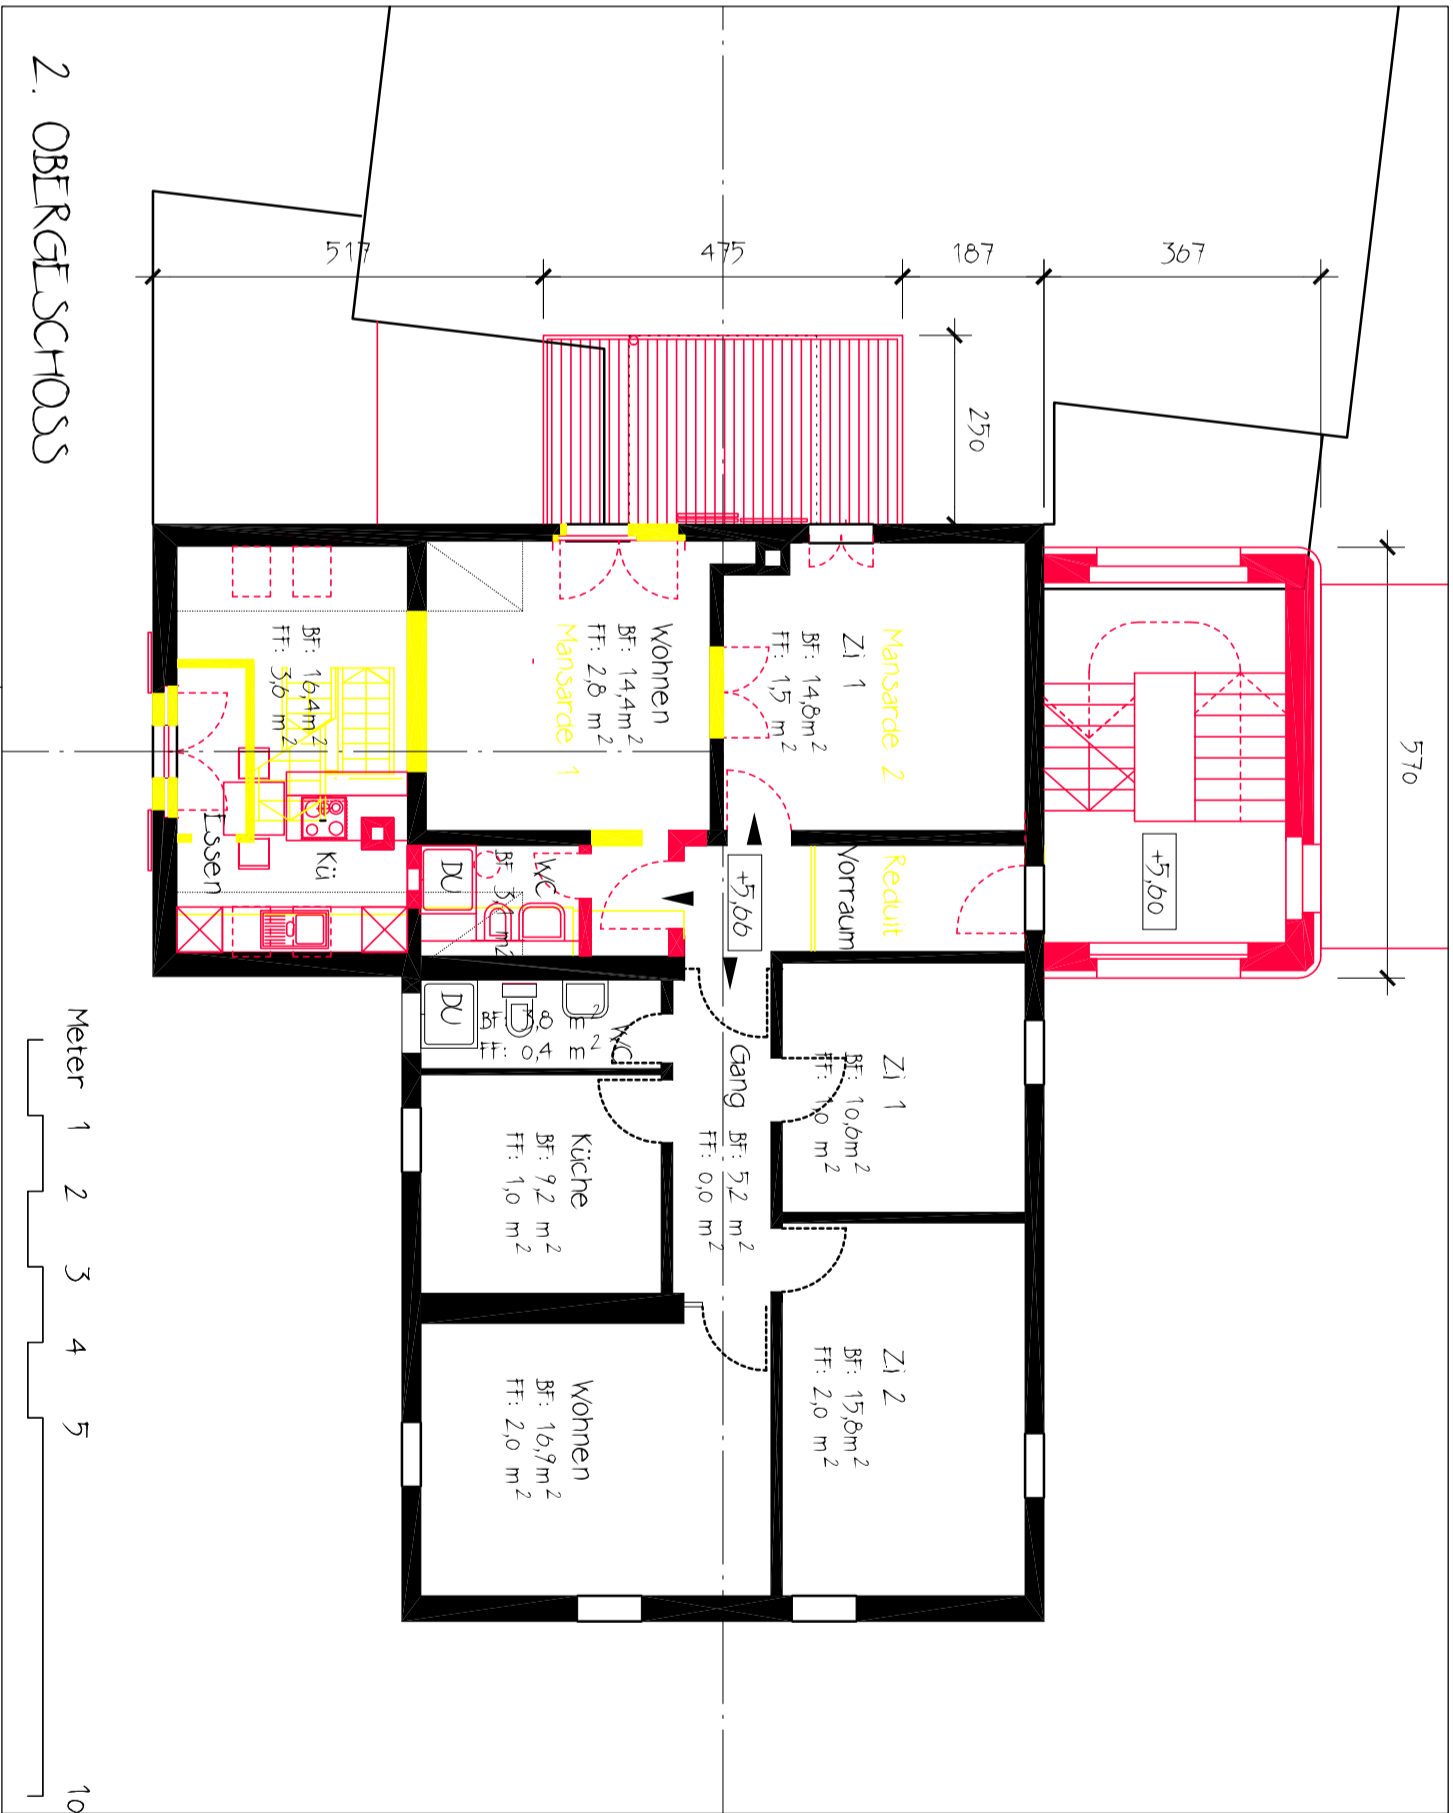 2. OBERGESCHOSS
367
187
475
517
250
570
+5,60
Mansarde 2
Zi 1
BF: 14,8m²
FF: 1,5 m²
Wohnen
BF: 14,4m²
FF: 2,8 m²
Mansarde 1
BF: 16,4m²
FF: 3,6 m²
Reduit
Vorraum
+5,66
WC
DU
Kü
Essen
Zi 1
BF: 10,6m²
FF: 1,0 m²
Gang
BF: 5,2 m²
FF: 0,0 m²
WC
FF: 0,4 m²
DU
Küche
BF: 9,2 m²
FF: 1,0 m²
Zi 2
BF: 15,8m²
FF: 2,0 m²
Wohnen
BF: 16,9m²
FF: 2,0 m²
Meter 1 2 3 4 5 10